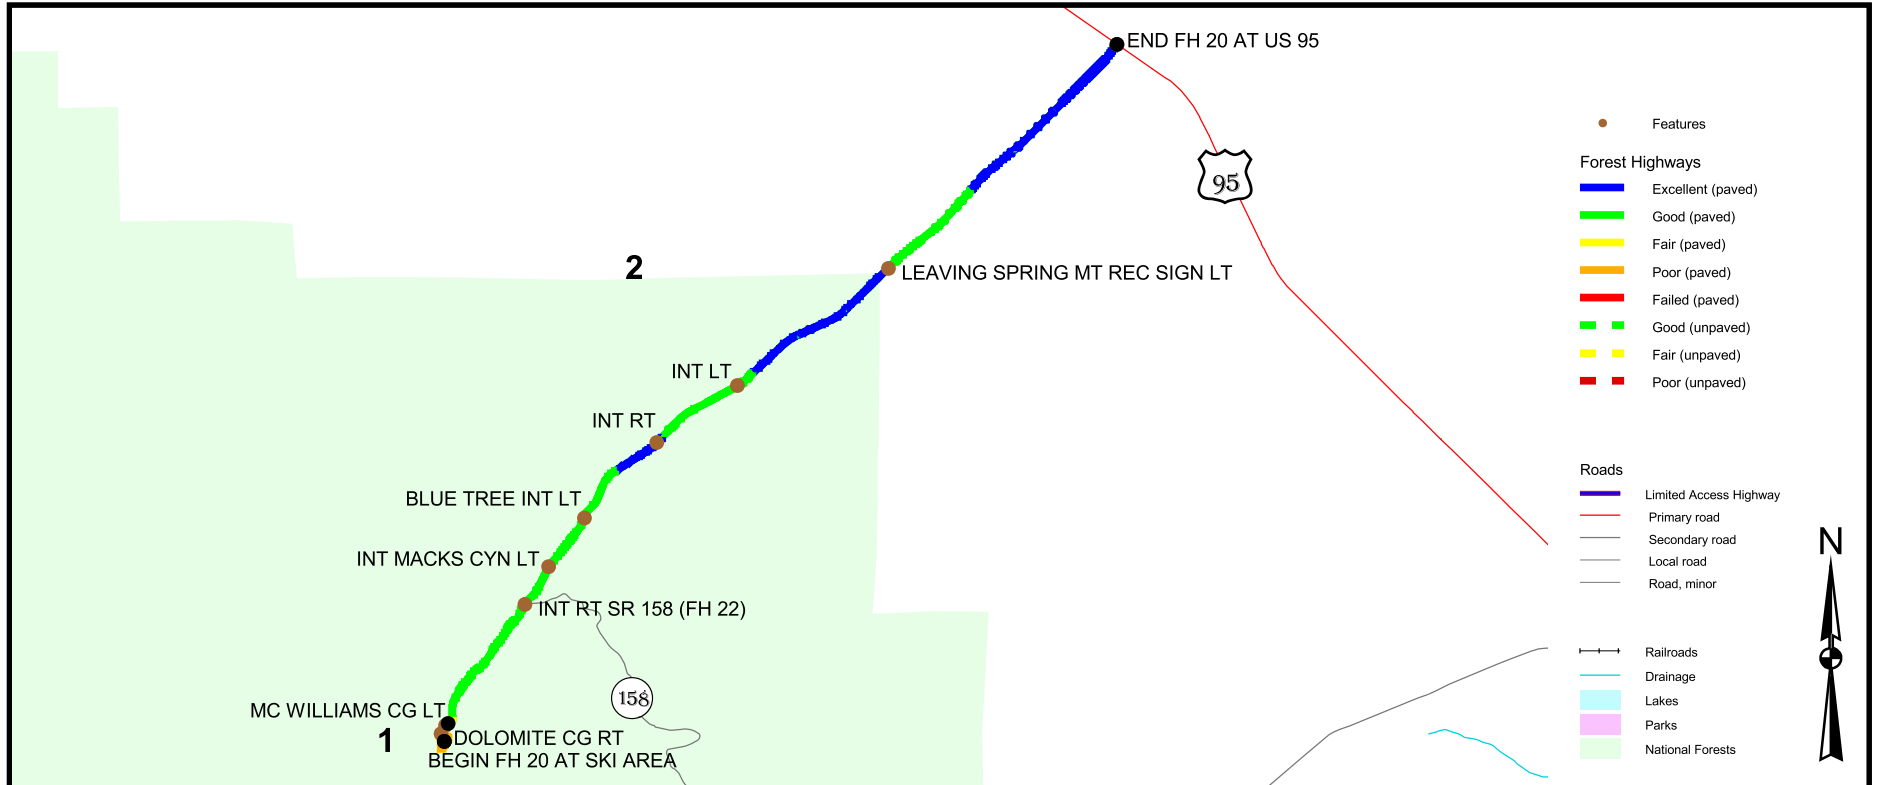 END FH 20 AT US 95
95
2
LEAVING SPRING MT REC SIGN LT
INT LT
INT RT
BLUE TREE INT LT
INT MACKS CYN LT
INT RT SR 158 (FH 22)
158
MC WILLIAMS CG LT
1
DOLOMITE CG RT
BEGIN FH 20 AT SKI AREA
Features
Forest Highways
Excellent (paved)
Good (paved)
Fair (paved)
Poor (paved)
Failed (paved)
Good (unpaved)
Fair (unpaved)
Poor (unpaved)
Roads
Limited Access Highway
Primary road
Secondary road
Local road
Road, minor
Railroads
Drainage
Lakes
Parks
National Forests
N